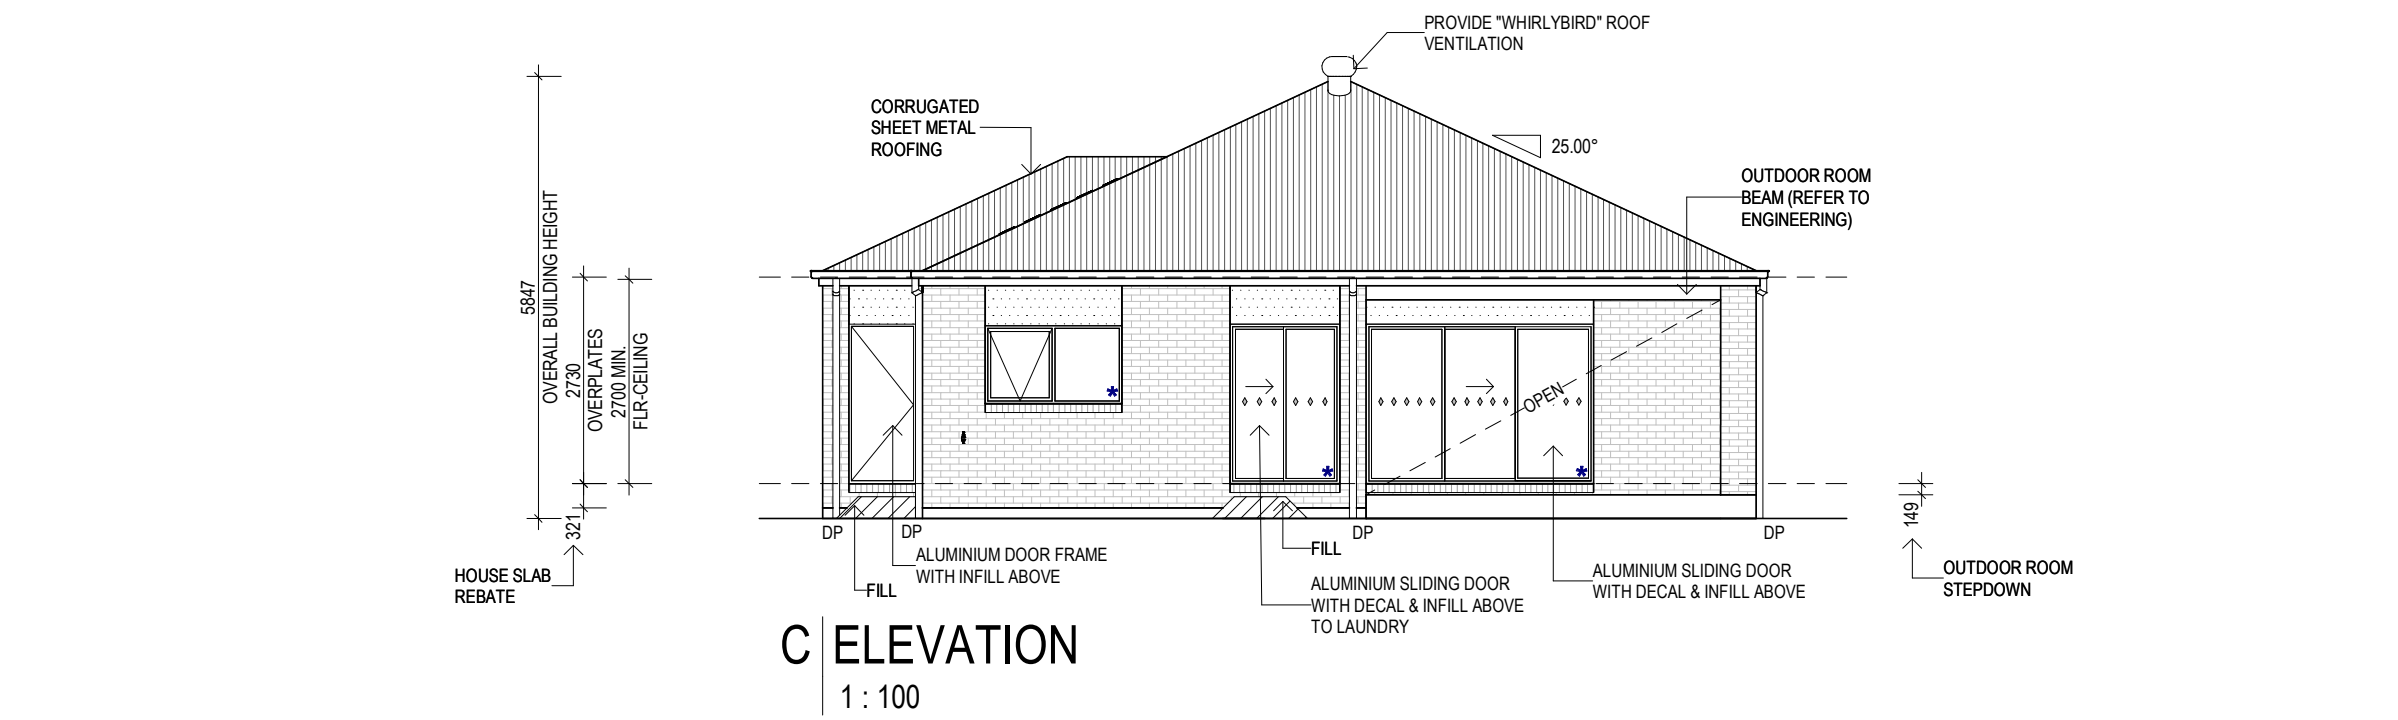 PROVIDE "WHIRLYBIRD" ROOF
VENTILATION
CORRUGATED
SHEET METAL
ROOFING
25.00°
OUTDOOR ROOM
BEAM (REFER TO
ENGINEERING)
5847
OVERALL BUILDING HEIGHT
2730
OVERPLATES
2700 MIN.
FLR-CEILING
321
HOUSE SLAB
REBATE
*
*
*
OPEN
149
OUTDOOR ROOM
STEPDOWN
DP
DP
DP
DP
FILL
ALUMINIUM DOOR FRAME
WITH INFILL ABOVE
FILL
ALUMINIUM SLIDING DOOR
WITH DECAL & INFILL ABOVE
TO LAUNDRY
ALUMINIUM SLIDING DOOR
WITH DECAL & INFILL ABOVE
C ELEVATION
1 : 100